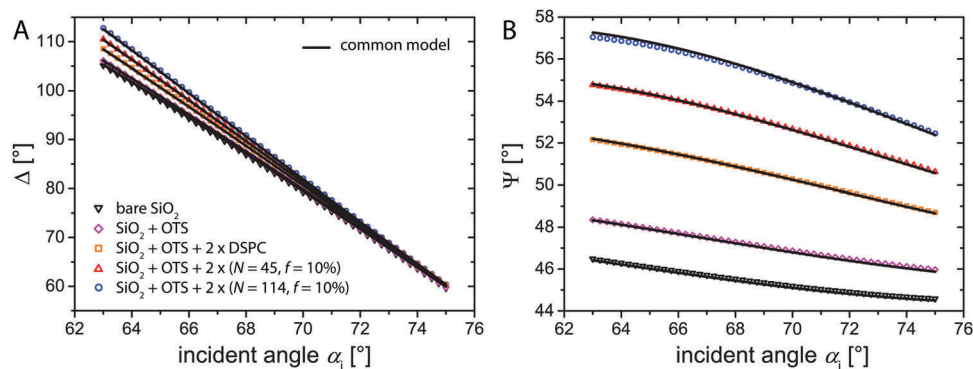 A
110
100
90
80
70
60
Δ [°]
common model
bare SiO2
SiO2 + OTS
SiO2 + OTS + 2 x DSPC
SiO2 + OTS + 2 x (N = 45, f = 10%)
SiO2 + OTS + 2 x (N = 114, f = 10%)
62 64 66 68 70 72 74 76
incident angle αi [°]
B
58
56
54
52
50
48
46
44
Ψ [°]
62 64 66 68 70 72 74 76
incident angle αi [°]